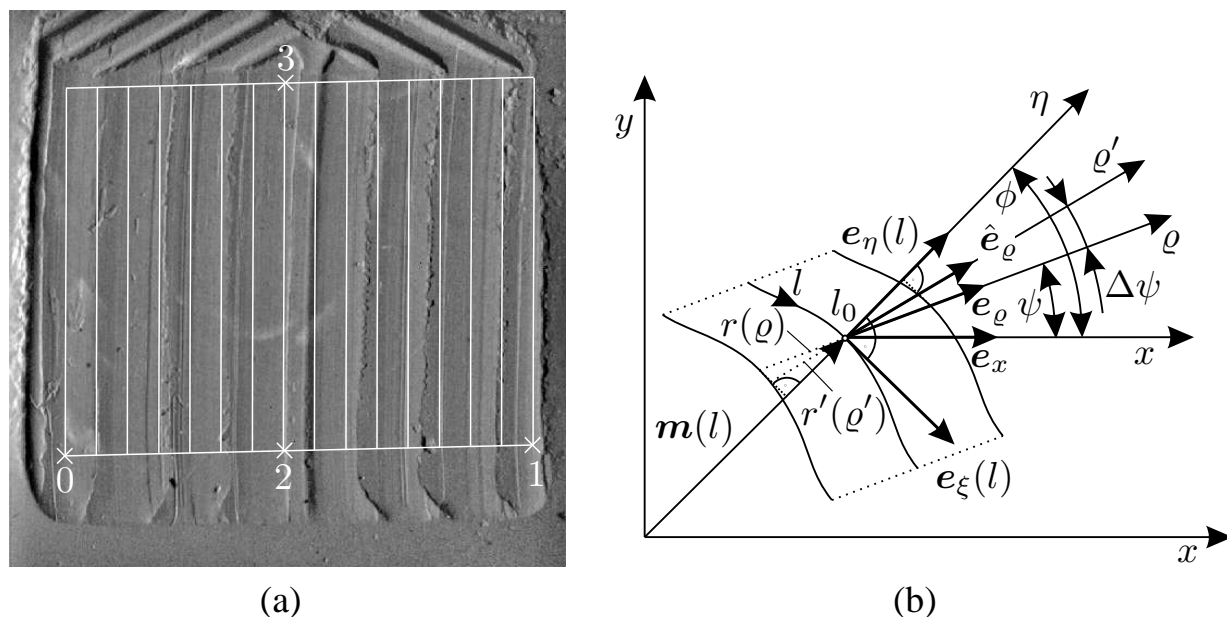 3
0
2
1
(a)
y
η
ϱ′
ϕ
ê_ϱ
ϱ
e_η(l)
l
l_0
e_ϱ
ψ
Δψ
r(ϱ)
e_x
x
r′(ϱ′)
m(l)
e_ξ(l)
x
(b)